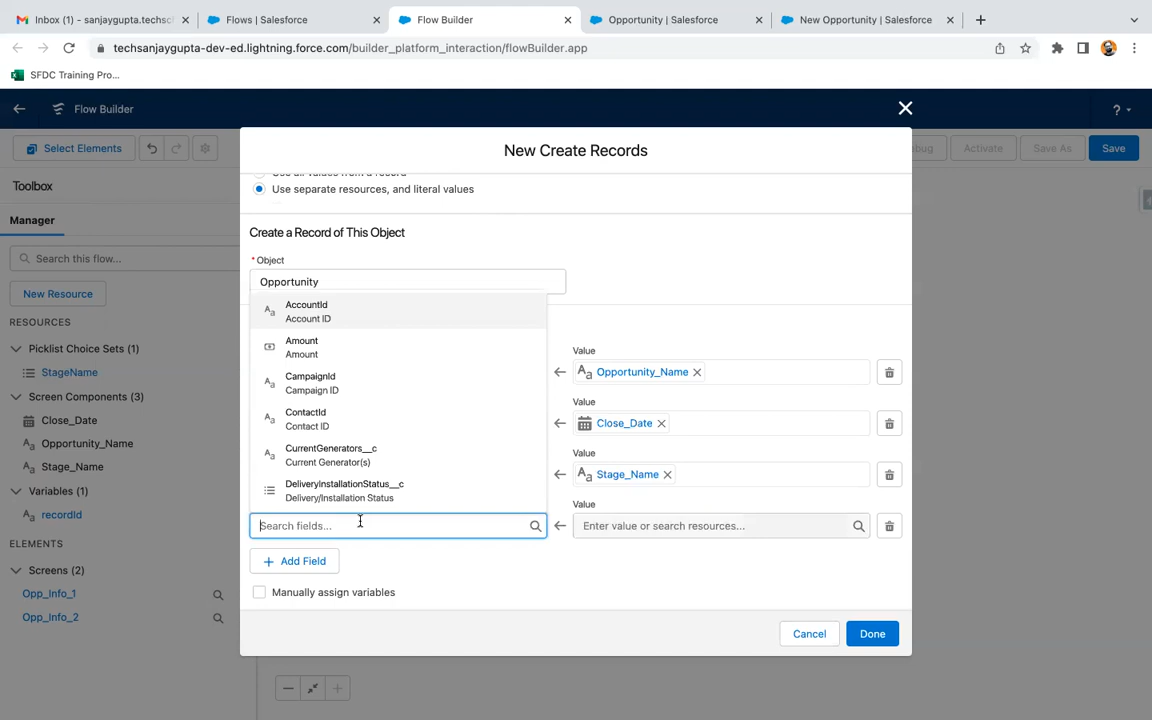 Inbox (1) - sanjaygupta.techsc
Flows | Salesforce
Flow Builder
Opportunity | Salesforce
New Opportunity | Salesforce
techsanjaygupta-dev-ed.lightning.force.com/builder_platform_interaction/flowBuilder.app
SFDC Training Pro...
Flow Builder
?
Select Elements
bug
Activate
Save As
Save
Toolbox
Manager
Search this flow...
New Resource
RESOURCES
Picklist Choice Sets (1)
StageName
Screen Components (3)
Close_Date
Opportunity_Name
Stage_Name
Variables (1)
recordId
ELEMENTS
Screens (2)
Opp_Info_1
Opp_Info_2
New Create Records
Use all values from a record
Use separate resources, and literal values
Create a Record of This Object
* Object
Opportunity
AccountId
Account ID
Amount
Amount
CampaignId
Campaign ID
ContactId
Contact ID
CurrentGenerators__c
Current Generator(s)
DeliveryInstallationStatus__c
Delivery/Installation Status
Search fields...
Value
Opportunity_Name
Value
Close_Date
Value
Stage_Name
Value
Enter value or search resources...
Add Field
Manually assign variables
Cancel
Done